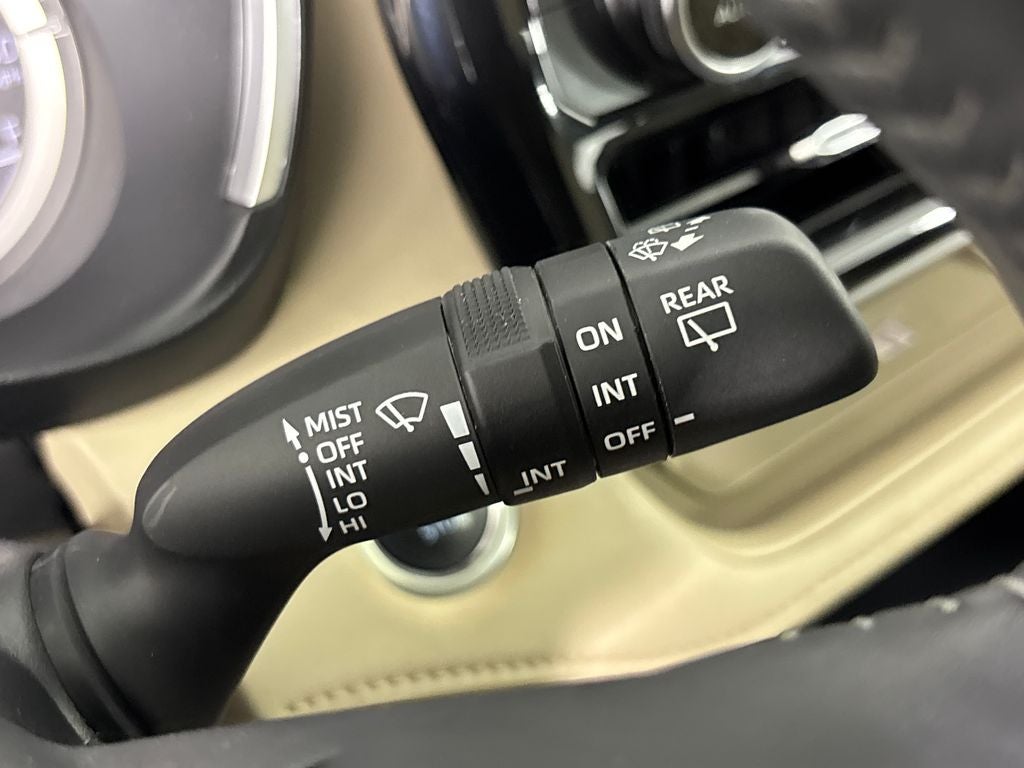 MIST
OFF
INT
LO
HI
INT
ON
INT
OFF
REAR